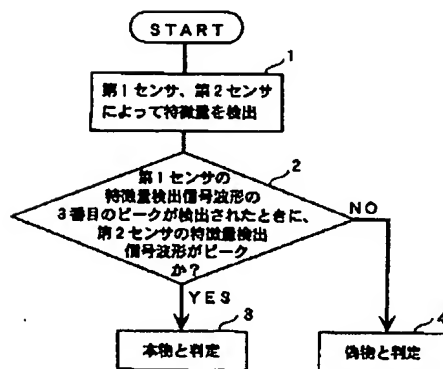 START
1
第1センサ、第2センサ
によって特徴量を検出
2
第1センサの
特徴量検出信号波形の
3番目のピークが検出されたときに、
第2センサの特徴量検出
信号波形がピーク
か?
NO
YES
3
本物と判定
4
偽物と判定